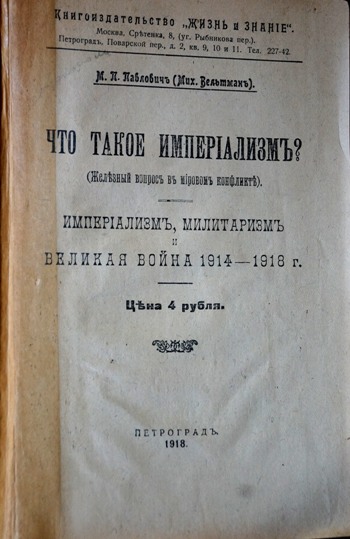 Книгоиздательство „ЖИЗНЬ и ЗНАНІЕ".
Москва, Срѣтенка, 8, (уг. Рыбникова пер.).
Петроградъ, Поварской пер., д. 2, кв. 9, 10 и 11. Тел. 227-42.
М. П. Павловичъ (Мих. Вельтманъ).
ЧТО ТАКОЕ ИМПЕРІАЛИЗМЪ?
(Желѣзный вопросъ въ міровомъ конфликтѣ).
ИМПЕРІАЛИЗМЪ, МИЛИТАРИЗМЪ
и
ВЕЛИКАЯ ВОЙНА 1914—1918 г.
Цѣна 4 рубля.
ПЕТРОГРАДЪ.
1918.